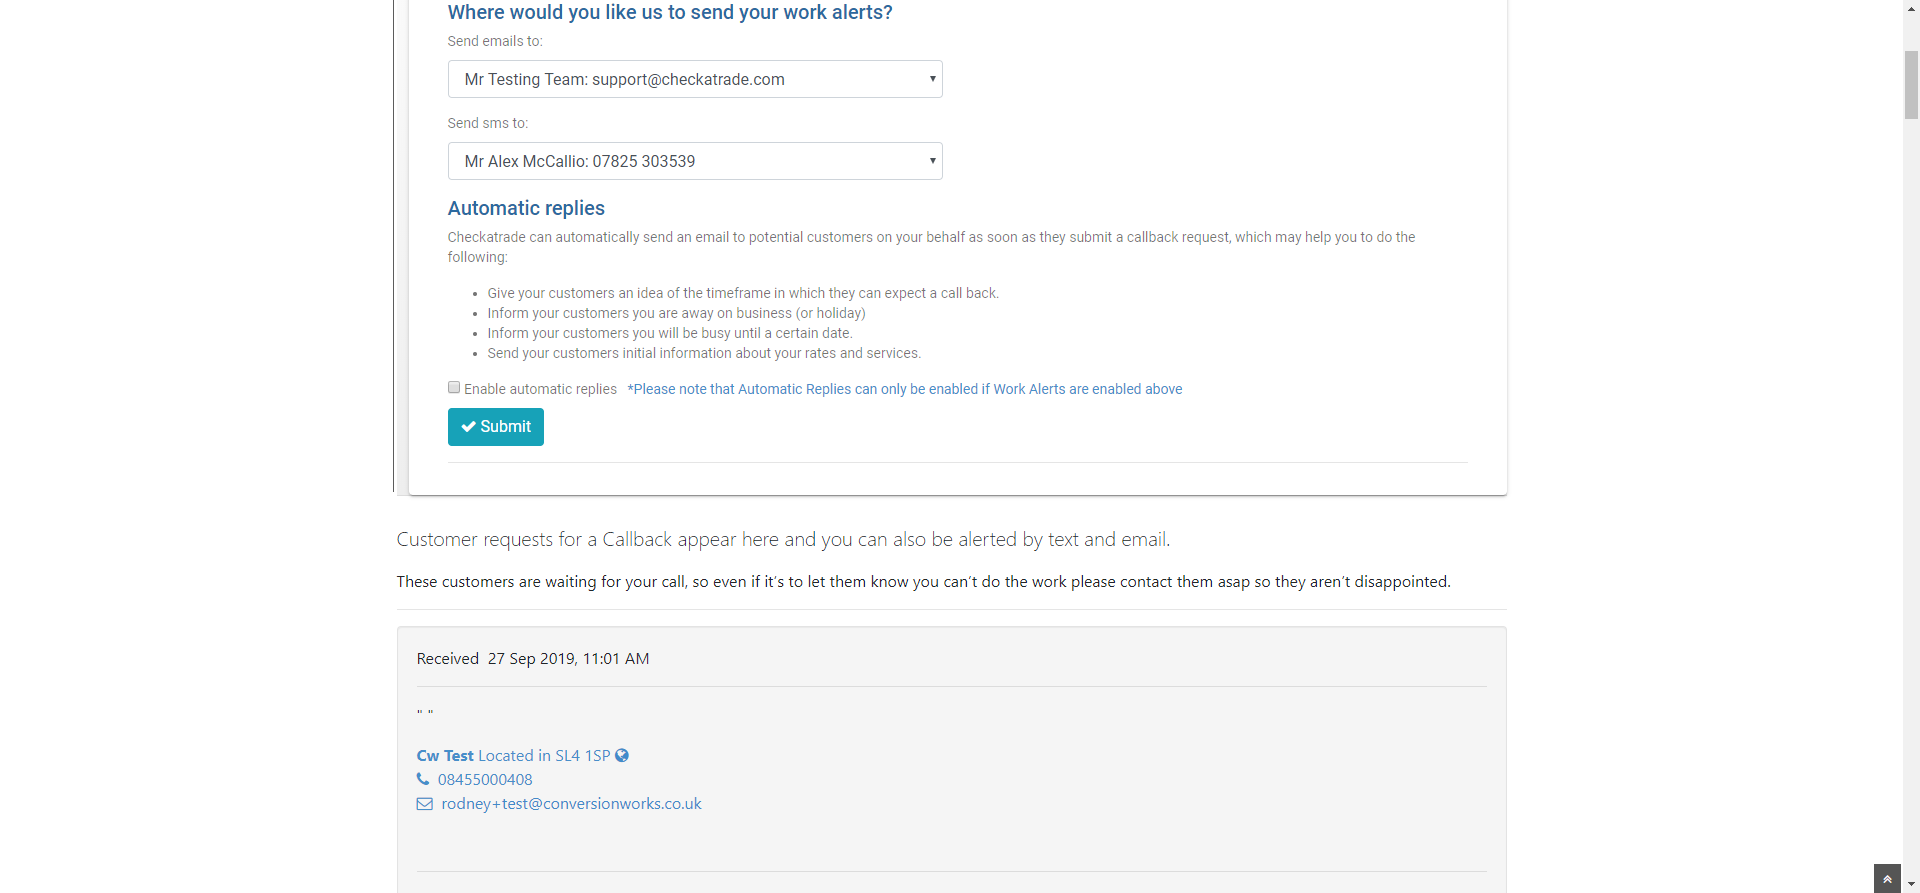 Where would you like us to send your work alerts?
Send emails to:
Mr Testing Team: support@checkatrade.com
Send sms to:
Mr Alex McCallio: 07825 303539
Automatic replies
Checkatrade can automatically send an email to potential customers on your behalf as soon as they submit a callback request, which may help you to do the
following:
Give your customers an idea of the timeframe in which they can expect a call back.
Inform your customers you are away on business (or holiday)
Inform your customers you will be busy until a certain date.
Send your customers initial information about your rates and services.
Enable automatic replies *Please note that Automatic Replies can only be enabled if Work Alerts are enabled above
Submit
Customer requests for a Callback appear here and you can also be alerted by text and email.
These customers are waiting for your call, so even if it's to let them know you can't do the work please contact them asap so they aren't disappointed.
Received 27 Sep 2019, 11:01 AM
" "
Cw Test Located in SL4 1SP
08455000408
rodney+test@conversionworks.co.uk